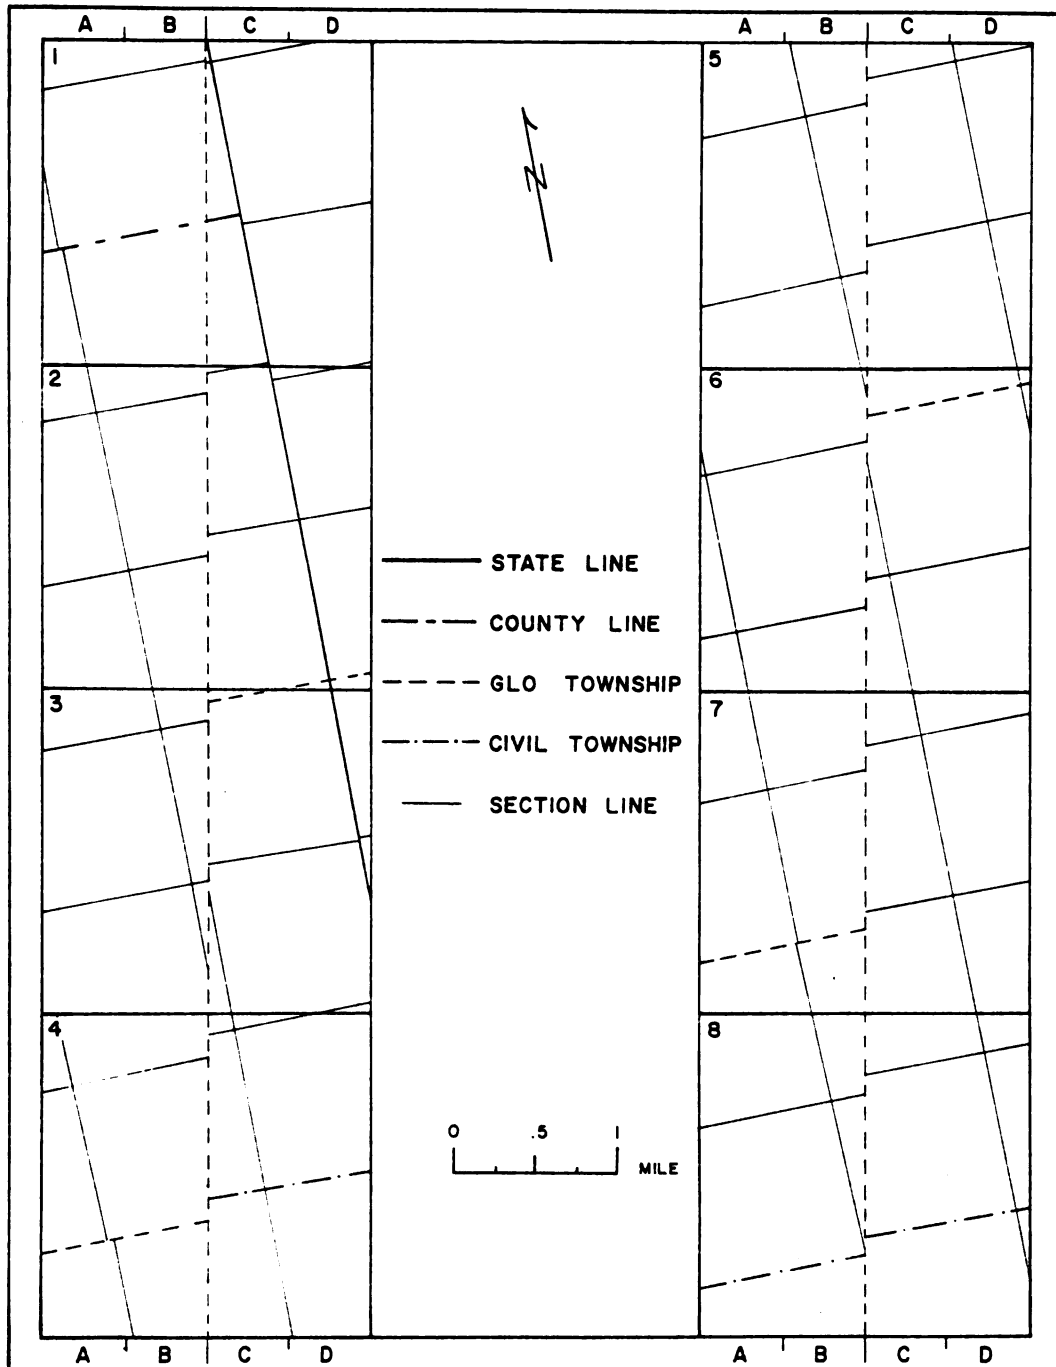 A B C D
A B C D
1
5
N
2
6
STATE LINE
COUNTY LINE
GLO TOWNSHIP
3
7
CIVIL TOWNSHIP
SECTION LINE
4
8
0 .5 1
MILE
A B C D
A B C D